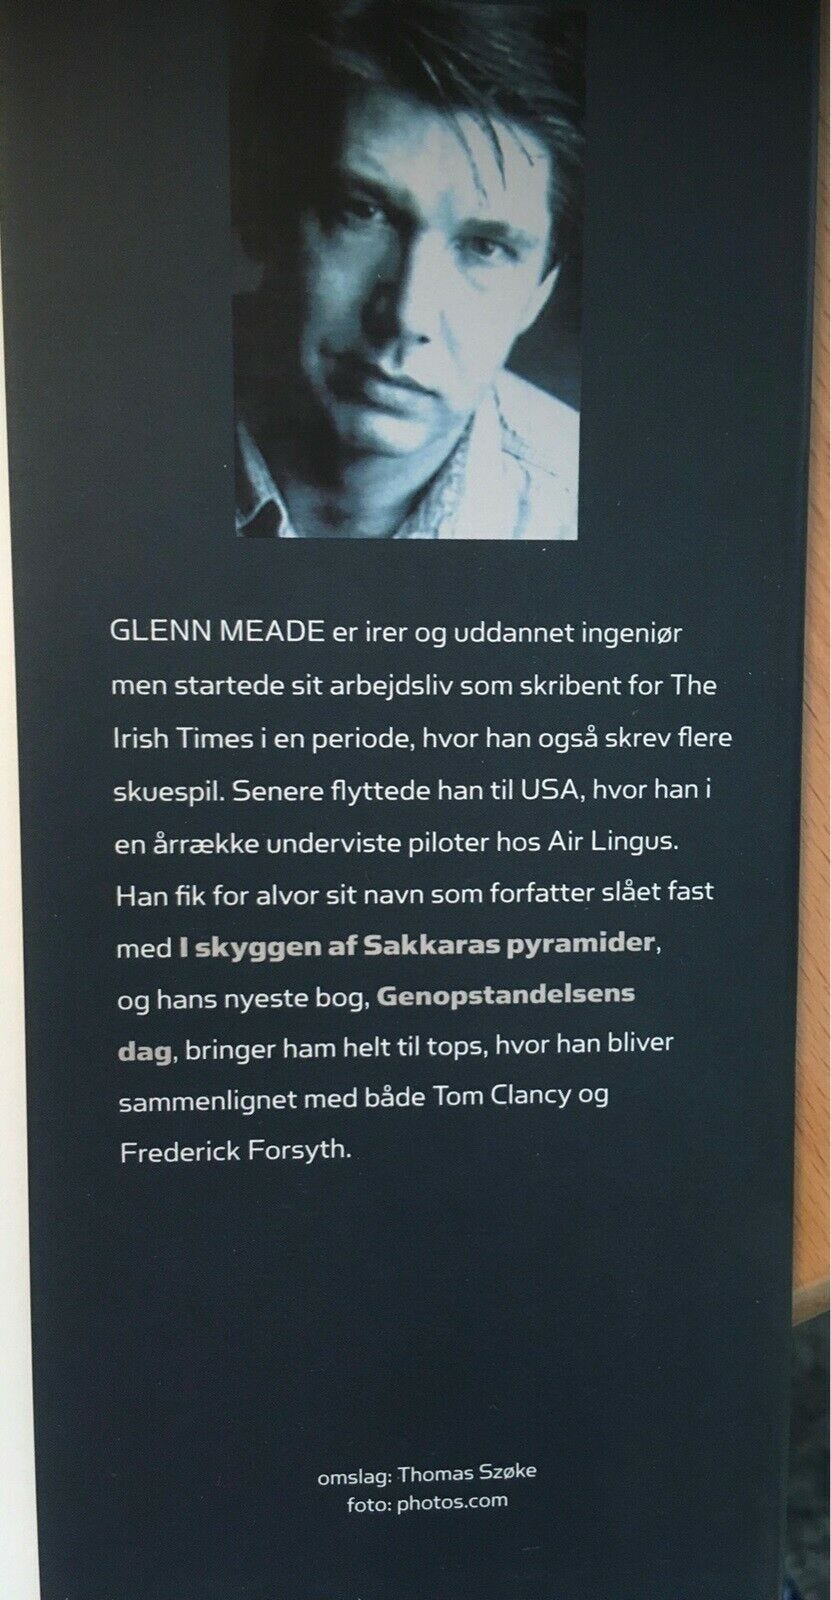 GLENN MEADE er irer og uddannet ingeniør
men startede sit arbejdsliv som skribent for The
Irish Times i en periode, hvor han også skrev flere
skuespil. Senere flyttede han til USA, hvor han i
en årrække underviste piloter hos Air Lingus.
Han fik for alvor sit navn som forfatter slået fast
med I skyggen af Sakkaras pyramider,
og hans nyeste bog, Genopstandelsens
dag, bringer ham helt til tops, hvor han bliver
sammenlignet med både Tom Clancy og
Frederick Forsyth.
omslag: Thomas Szøke
foto: photos.com